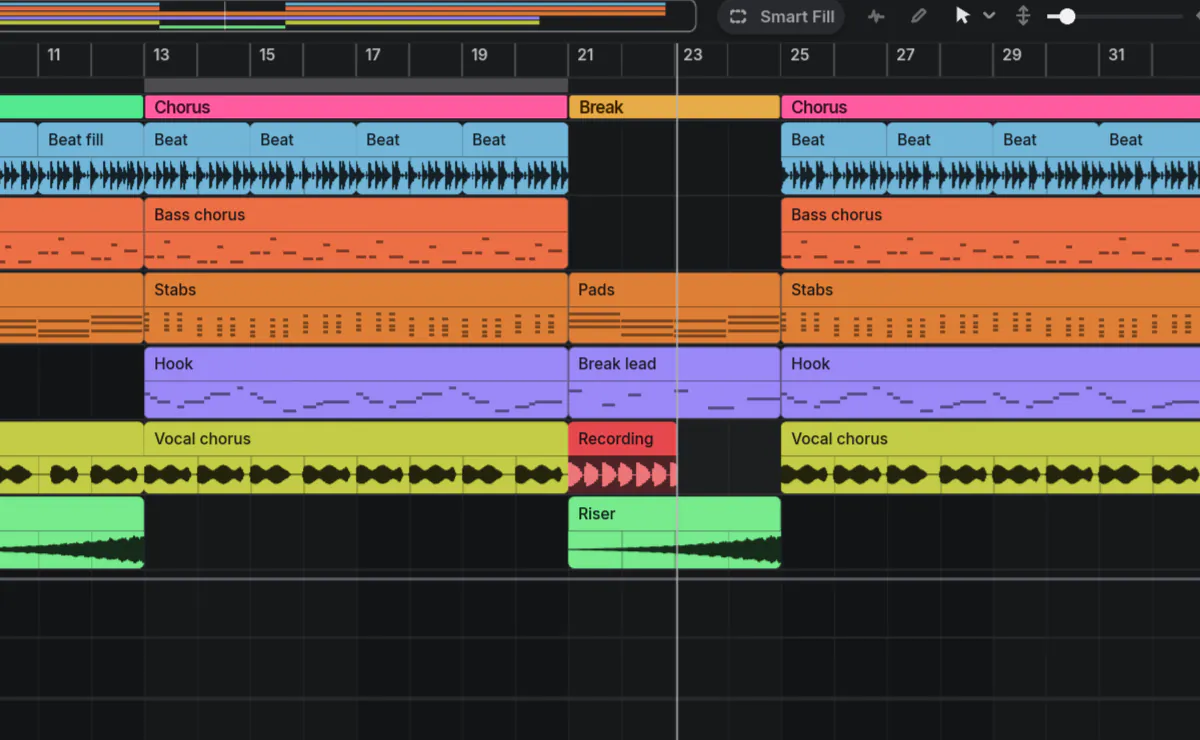 Smart Fill
11 13 15 17 19 21 23 25 27 29 31
Chorus Break Chorus
Beat fill Beat Beat Beat Beat Beat Beat Beat Beat
Bass chorus Bass chorus
Stabs Pads Stabs
Hook Break lead Hook
Vocal chorus Recording Vocal chorus
Riser